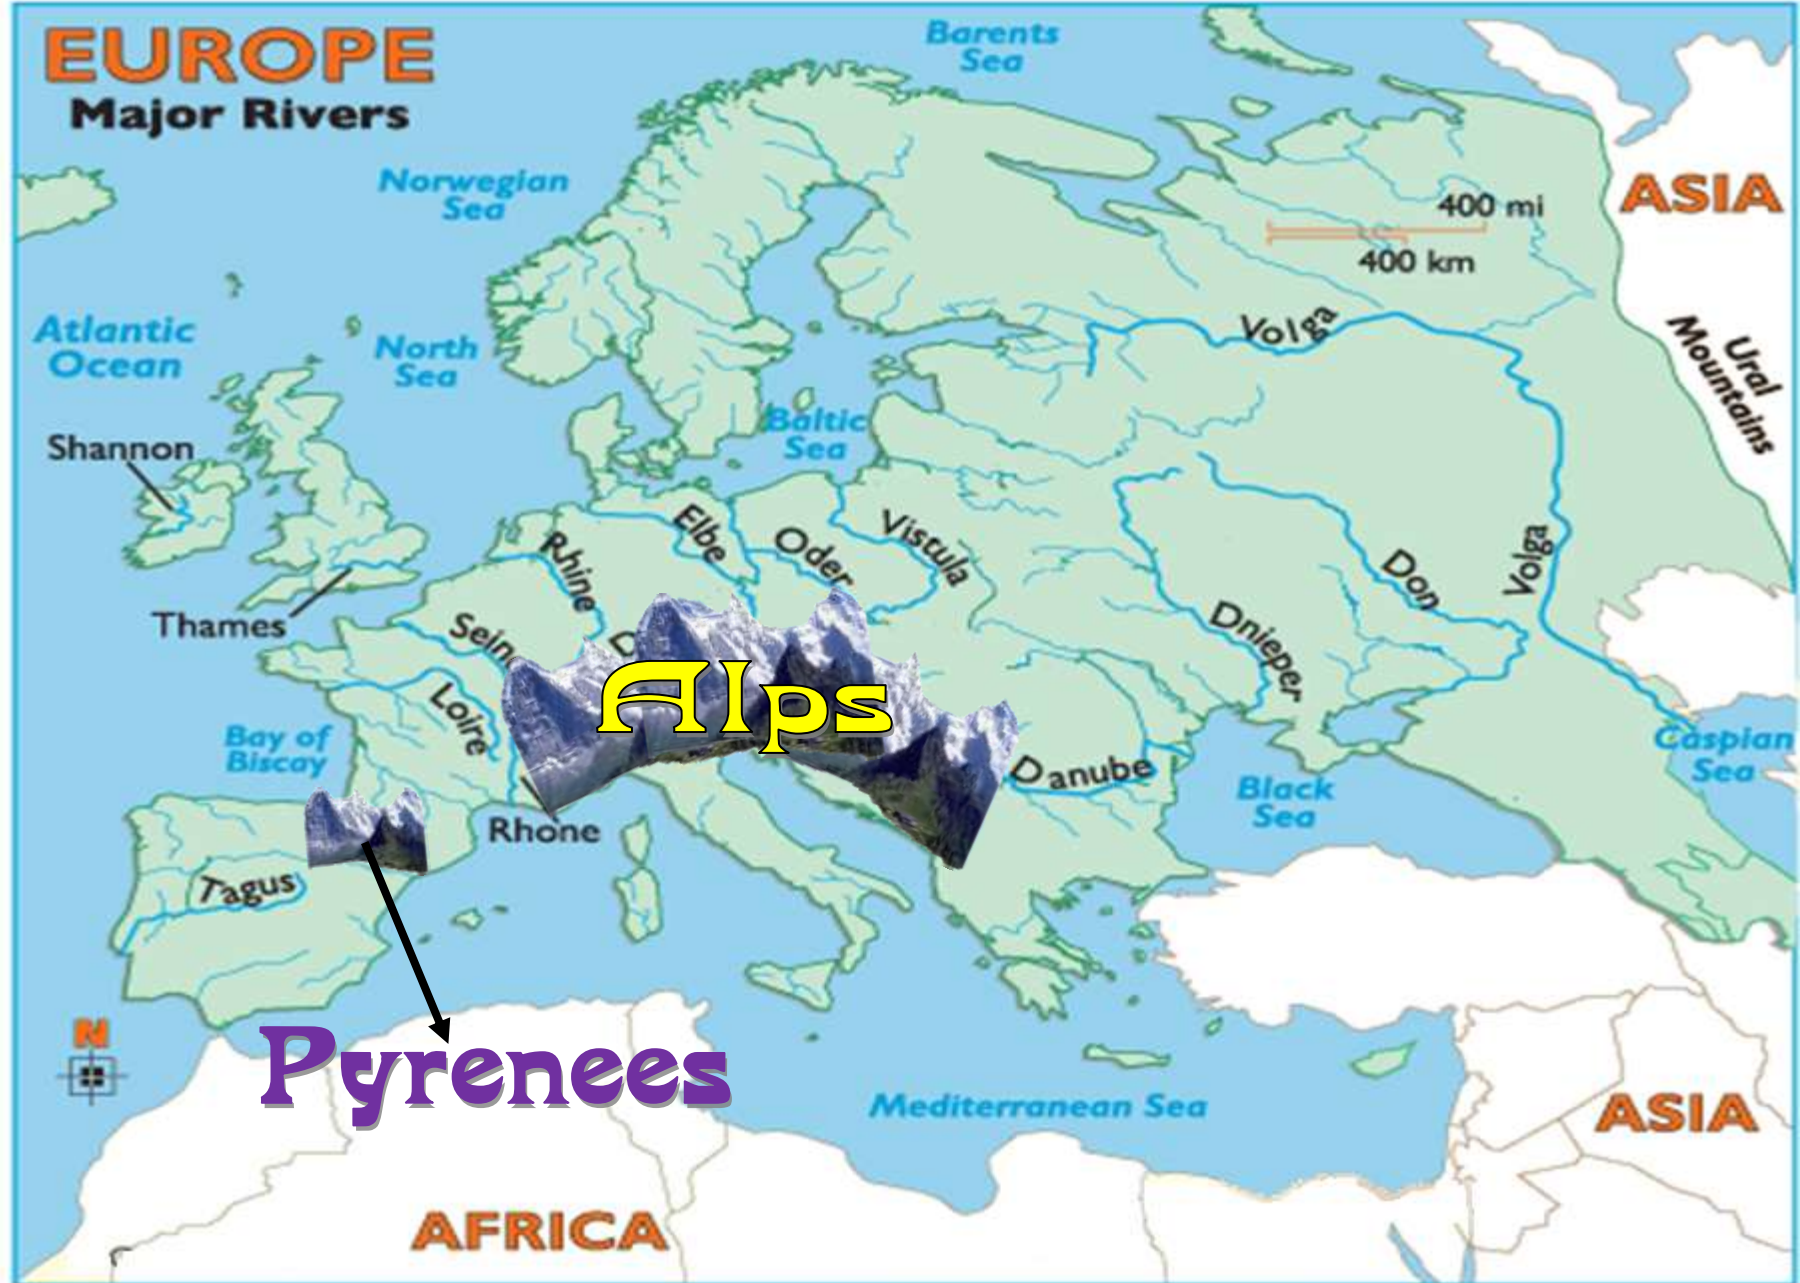 EUROPE
Major Rivers
Barents
Sea
Norwegian
Sea
ASIA
400 mi
400 km
Atlantic
Ocean
North
Sea
Volga
Ural
Mountains
Baltic
Sea
Shannon
Elbe
Oder
Vistula
Rhine
Don
Volga
Thames
Seine
D
Dnieper
Alps
Loire
Bay of
Biscay
Danube
Caspian
Sea
Black
Sea
Rhone
Tagus
N
Pyrenees
Mediterranean Sea
ASIA
AFRICA